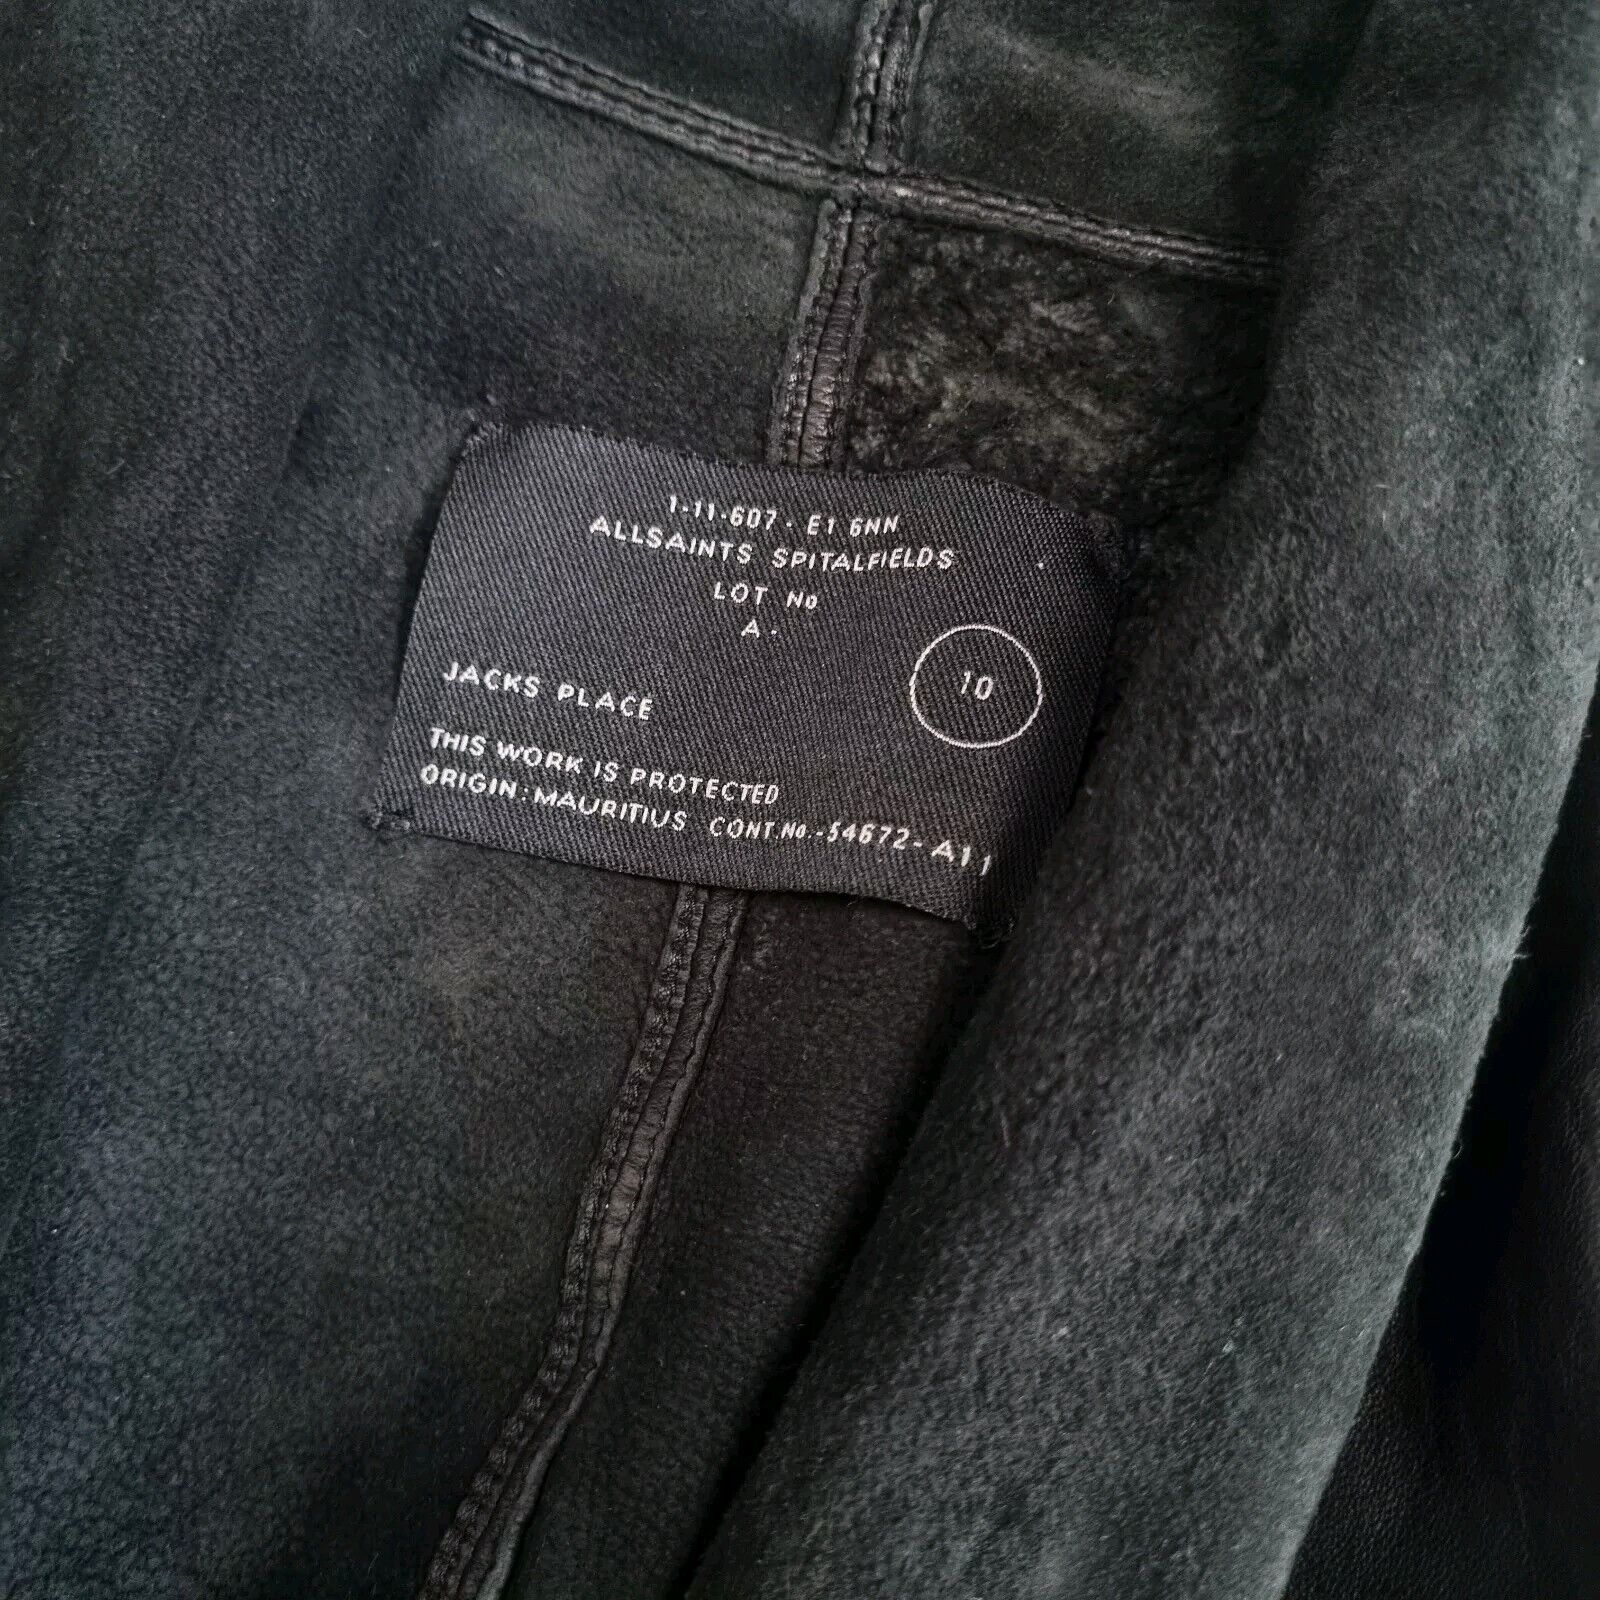 1-11-607 - E1 6NN
ALLSAINTS SPITALFIELDS
LOT No
A -
10
JACKS PLACE
THIS WORK IS PROTECTED
ORIGIN: MAURITIUS CONT.No.-54672-A11